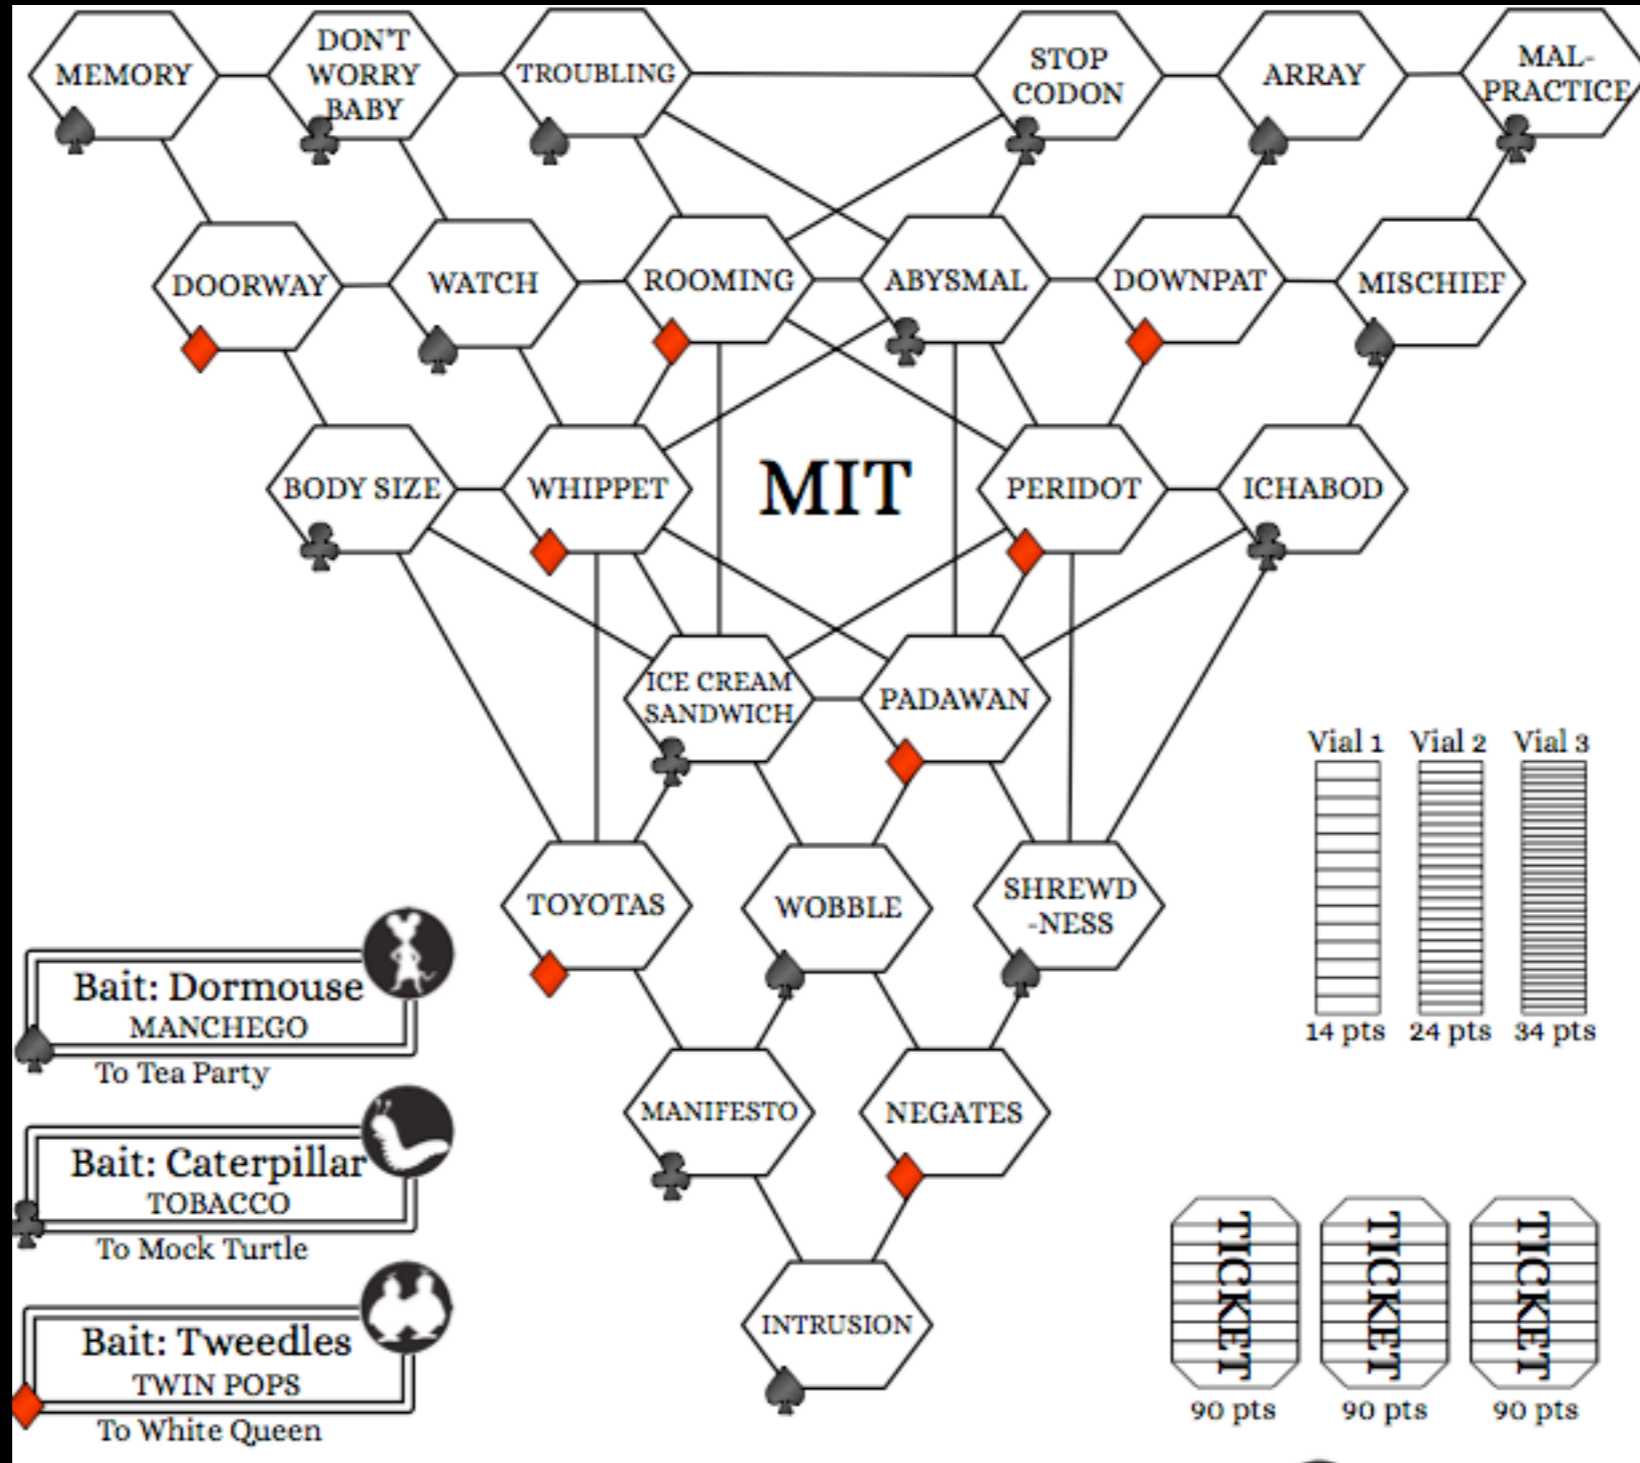 MEMORY
DON'T
WORRY
BABY
TROUBLING
STOP
CODON
ARRAY
MAL-
PRACTICE
DOORWAY
WATCH
ROOMING
ABYSMAL
DOWNPAT
MISCHIEF
BODY SIZE
WHIPPET
MIT
PERIDOT
ICHABOD
ICE CREAM
SANDWICH
PADAWAN
TOYOTAS
WOBBLE
SHREWD
-NESS
MANIFESTO
NEGATES
INTRUSION
Vial 1
Vial 2
Vial 3
14 pts
24 pts
34 pts
Bait: Dormouse
MANCHEGO
To Tea Party
Bait: Caterpillar
TOBACCO
To Mock Turtle
Bait: Tweedles
TWIN POPS
To White Queen
TICKET
TICKET
TICKET
90 pts
90 pts
90 pts